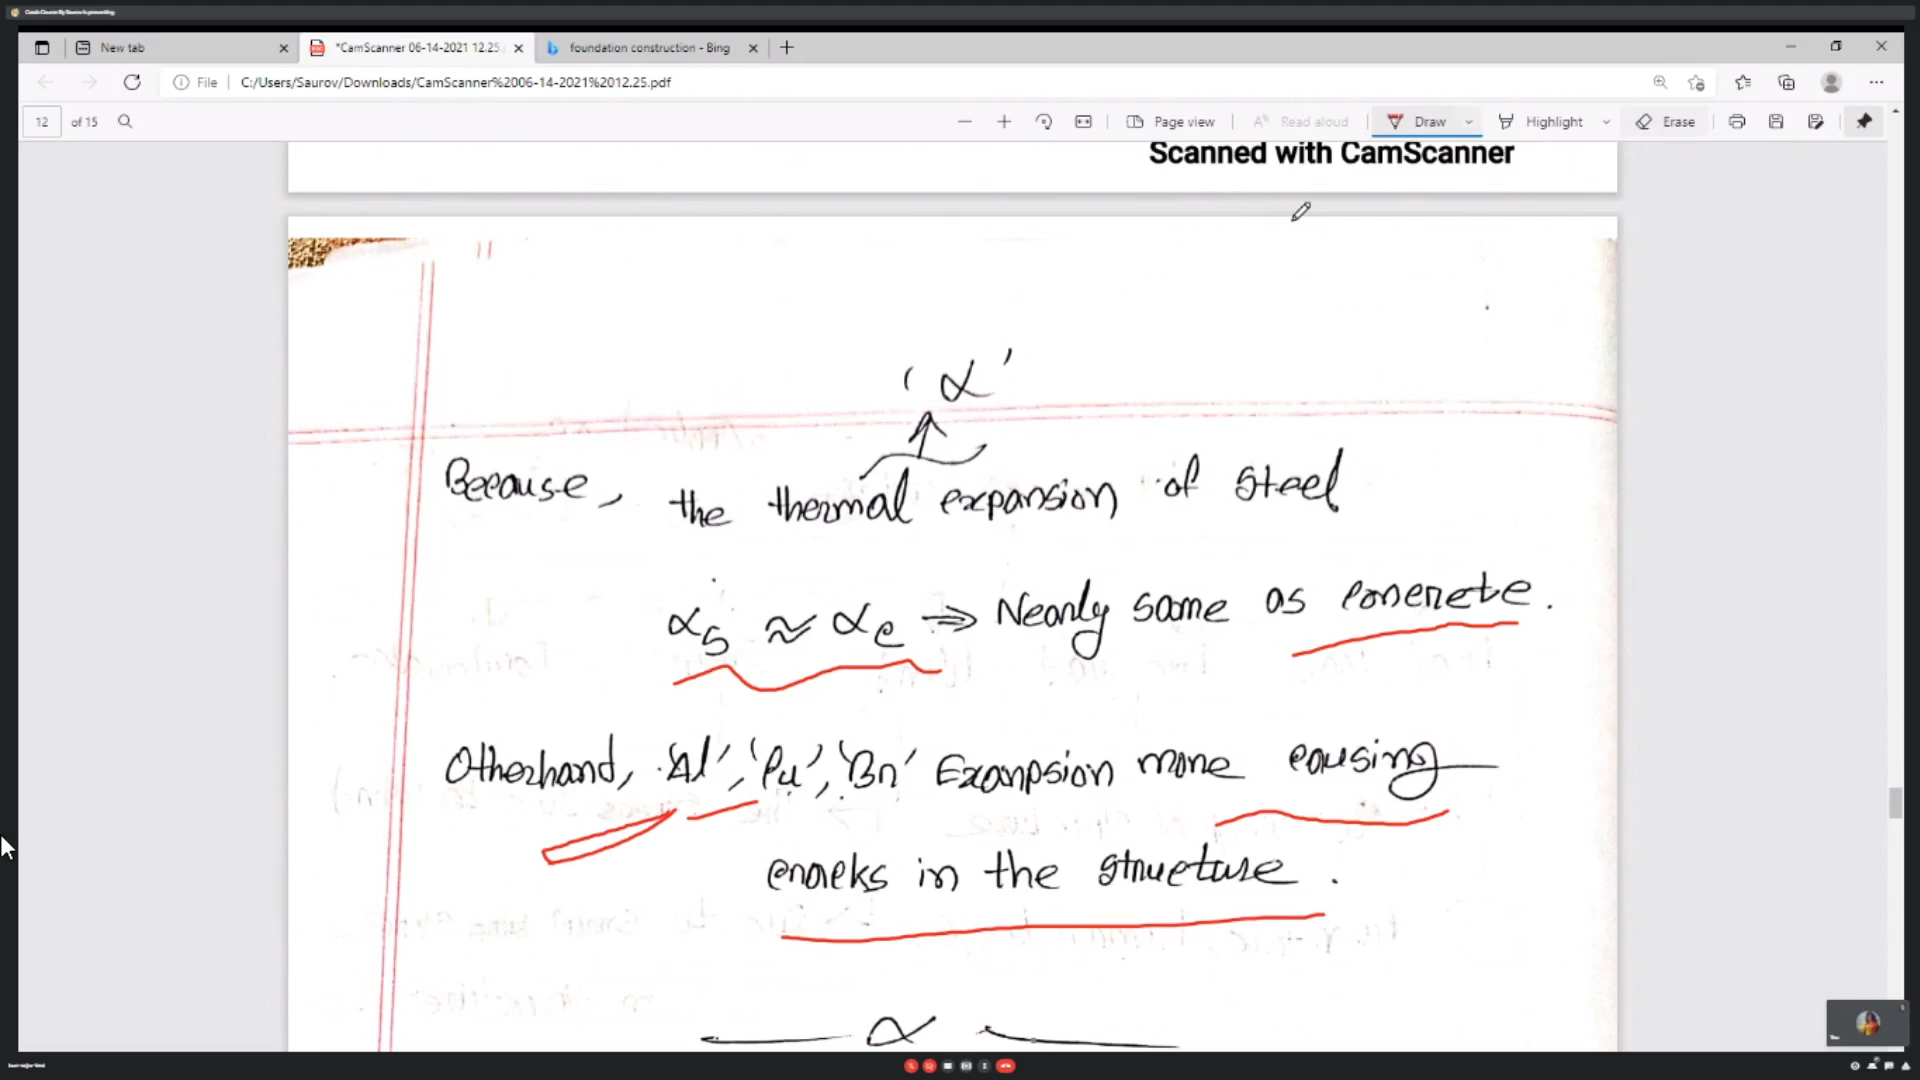 New tab
*CamScanner 06-14-2021 12.25.
foundation construction - Bing
File
C:/Users/Saurov/Downloads/CamScanner%2006-14-2021%2012.25.pdf
12 of 15
Page view
Read aloud
Draw
Highlight
Erase
Scanned with CamScanner
'α'
Because, the thermal expansion of steel
αs ≈ αc ⇒ Nearly same as concrete.
Otherhand, 'Al', 'Cu', 'Bn' Exanpsion more causing
cracks in the structure.
α